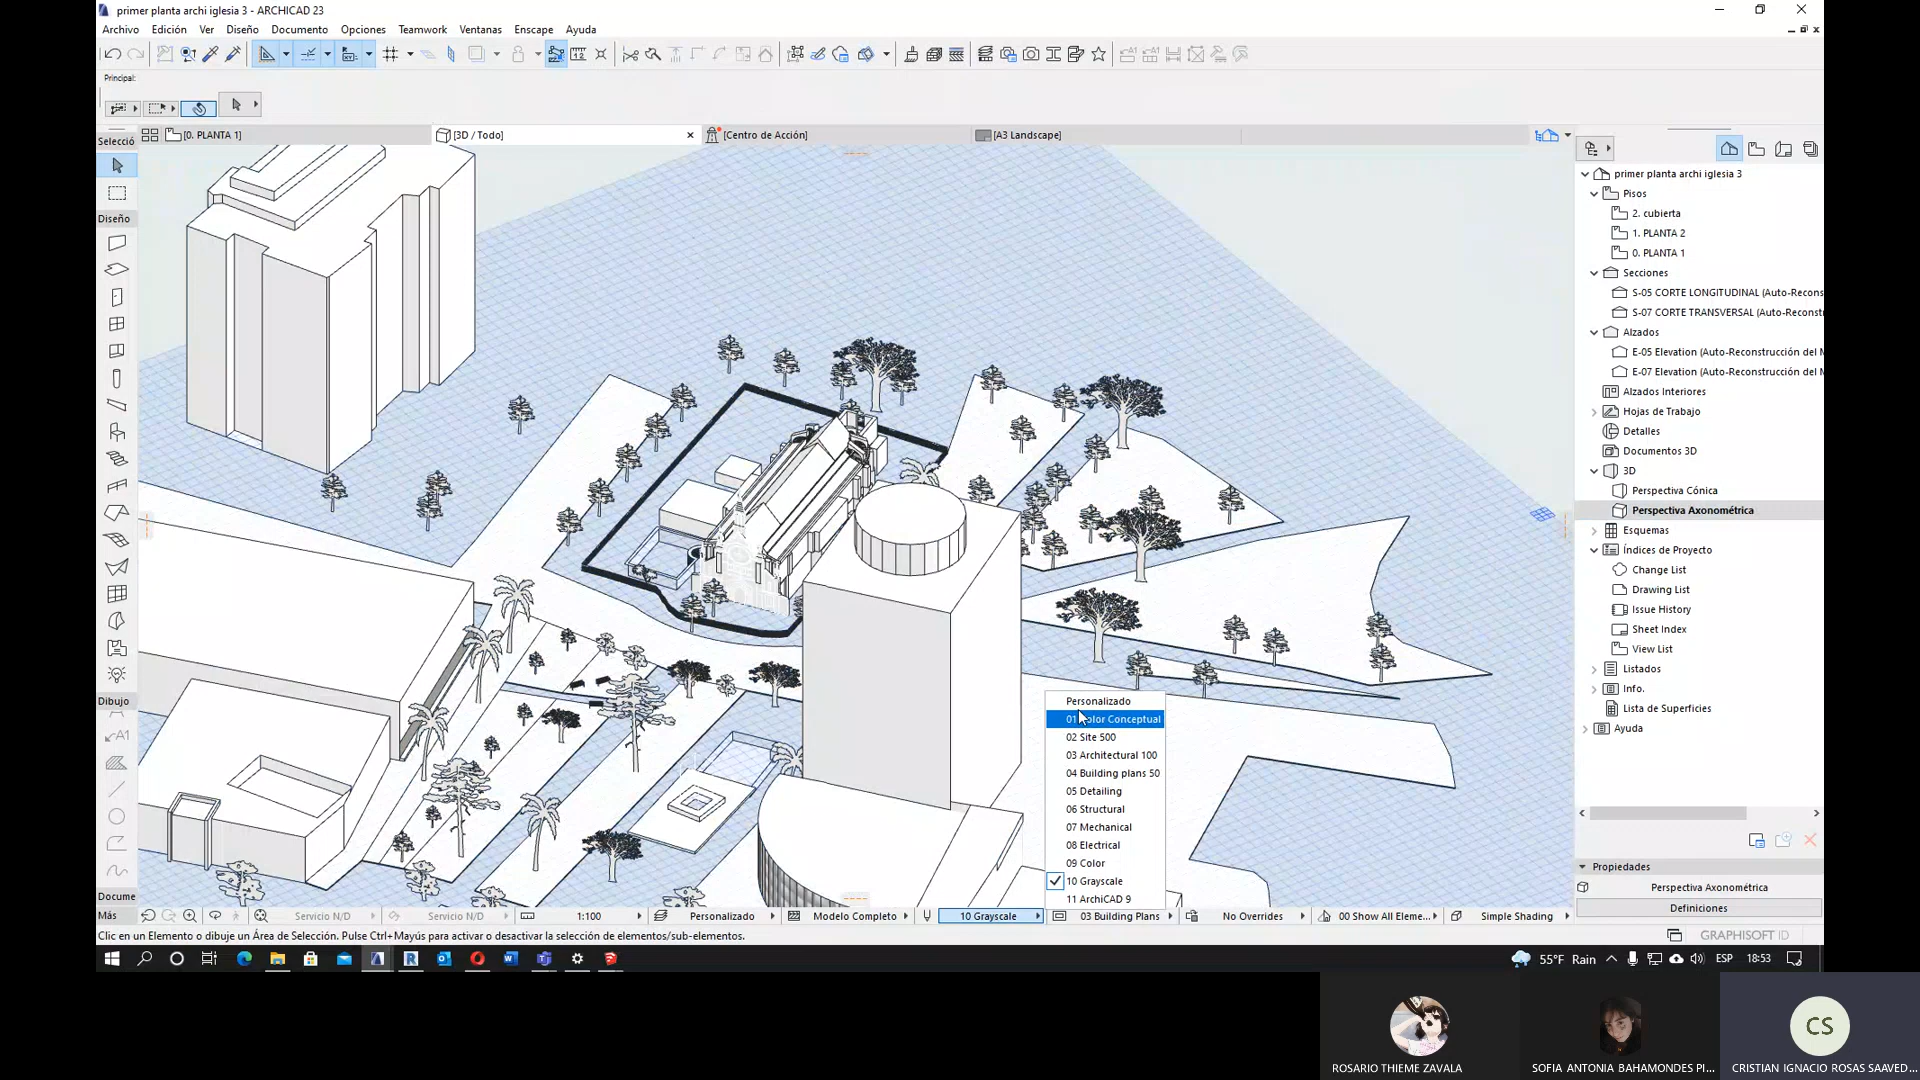 primer planta archi iglesia 3 - ARCHICAD 23
Archivo Edición Ver Diseño Documento Opciones Teamwork Ventanas Enscape Ayuda
Principal:
Selecció
[0. PLANTA 1]
[3D / Todo]
[Centro de Acción]
[A3 Landscape]
Diseño
Dibujo
A1
Docume
Más
primer planta archi iglesia 3
Pisos
2. cubierta
1. PLANTA 2
0. PLANTA 1
Secciones
S-05 CORTE LONGITUDINAL (Auto-Recons
S-07 CORTE TRANSVERSAL (Auto-Reconstr
Alzados
E-05 Elevation (Auto-Reconstrucción del M
E-07 Elevation (Auto-Reconstrucción del M
Alzados Interiores
Hojas de Trabajo
Detalles
Documentos 3D
3D
Perspectiva Cónica
Perspectiva Axonométrica
Esquemas
Índices de Proyecto
Change List
Drawing List
Issue History
Sheet Index
View List
Listados
Info.
Lista de Superficies
Ayuda
Propiedades
Perspectiva Axonométrica
Definiciones
Personalizado
01 Color Conceptual
02 Site 500
03 Architectural 100
04 Building plans 50
05 Detailing
06 Structural
07 Mechanical
08 Electrical
09 Color
10 Grayscale
11 ArchiCAD 9
Servicio N/D Servicio N/D 1:100 Personalizado Modelo Completo 10 Grayscale 03 Building Plans No Overrides 00 Show All Eleme... Simple Shading
Clic en un Elemento o dibuje un Área de Selección. Pulse Ctrl+Mayús para activar o desactivar la selección de elementos/sub-elementos.
GRAPHISOFT ID
55°F Rain ESP 18:53
CS
ROSARIO THIEME ZAVALA
SOFIA ANTONIA BAHAMONDES PI...
CRISTIAN IGNACIO ROSAS SAAVED...